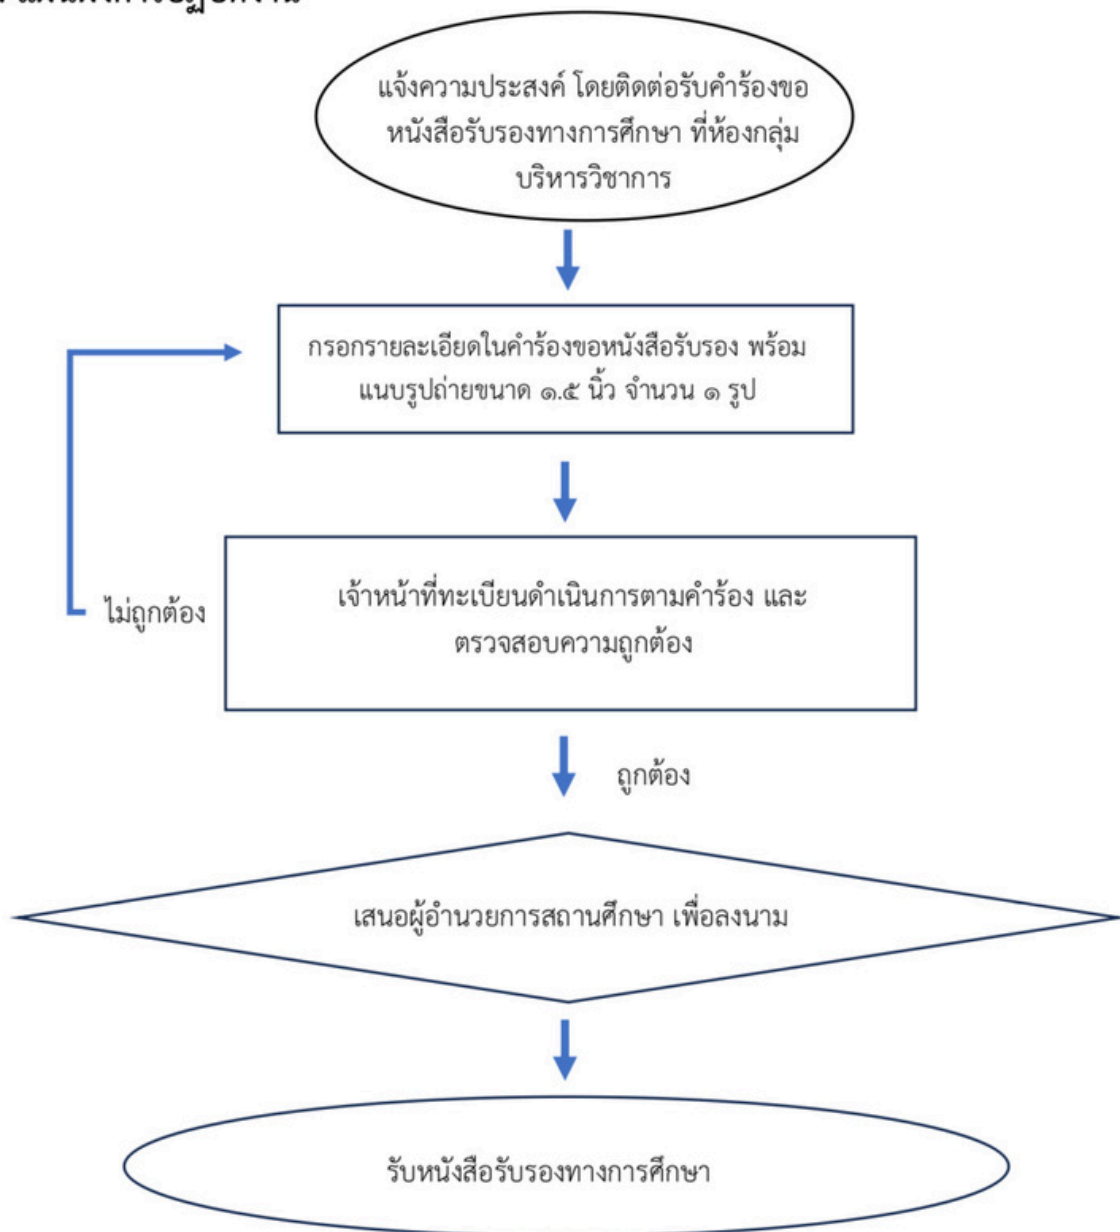 แจ้งความประสงค์ โดยติดต่อรับคำร้องขอ
หนังสือรับรองทางการศึกษา ที่ห้องกลุ่ม
บริหารวิชาการ
กรอกรายละเอียดในคำร้องขอหนังสือรับรอง พร้อม
แนบรูปถ่ายขนาด ๑.๕ นิ้ว จำนวน ๑ รูป
เจ้าหน้าที่ทะเบียนดำเนินการตามคำร้อง และ
ตรวจสอบความถูกต้อง
ไม่ถูกต้อง
ถูกต้อง
เสนอผู้อำนวยการสถานศึกษา เพื่อลงนาม
รับหนังสือรับรองทางการศึกษา